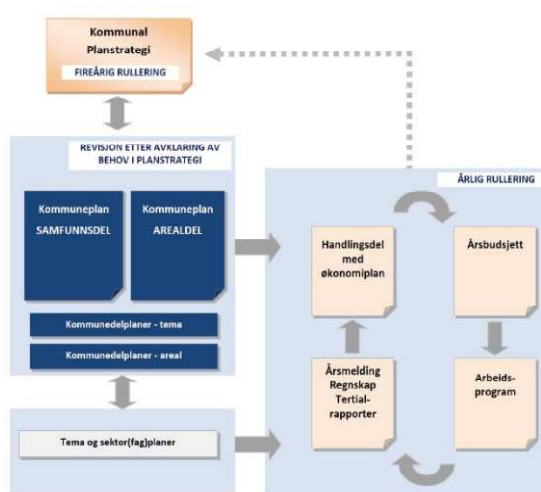 Kommunal
Planstrategi
FIREÅRIG RULLERING
REVISJON ETTER AVKLARING AV
BEHOV I PLANSTRATEGI
Kommuneplan
SAMFUNNSDEL
Kommuneplan
AREALDEL
Kommunedelplaner - tema
Kommunedelplaner - areal
Tema og sektor(fag)planer
ÅRLIG RULLERING
Handlingsdel
med
økonomiplan
Årsbudsjett
Årsmelding
Regnskap
Tertial-
rapporter
Arbeids-
program